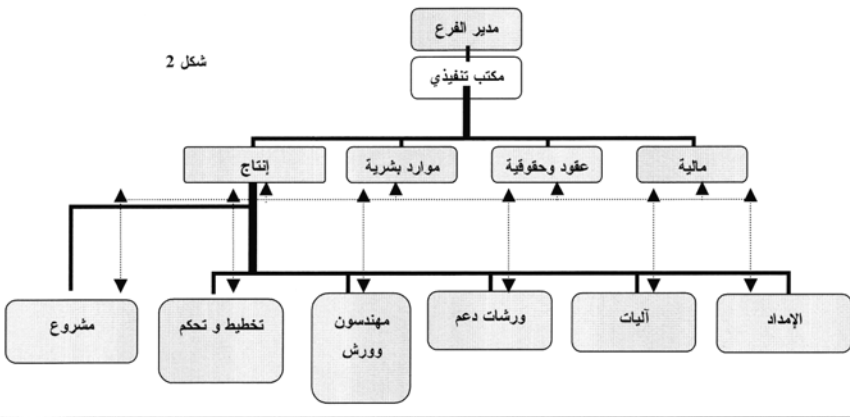 مدير الفرع
شكل 2
مكتب تنفيذي
مالية
عقود وحقوقية
موارد بشرية
إنتاج
الإمداد
آليات
ورشات دعم
مهندسون
وورش
تخطيط و تحكم
مشروع